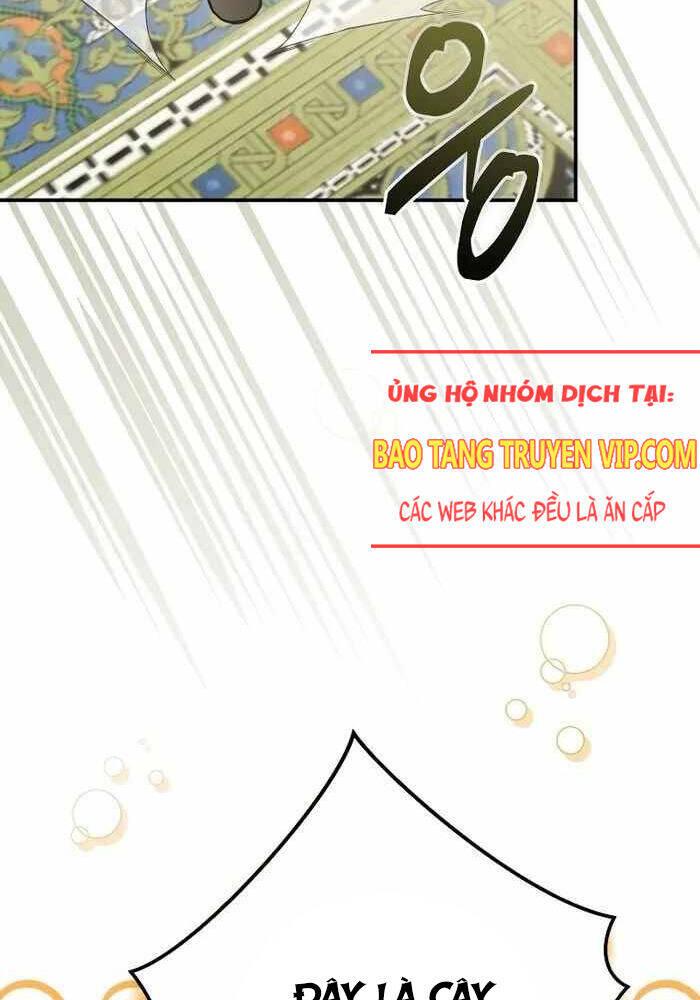 웅
ỦNG HỘ NHÓM DỊCH TẠI:
BAO TANG TRUYEN VIP.COM
CÁC WEB KHÁC ĐỀU LÀ ĂN CẮP
ĐÂY LÀ CÂY